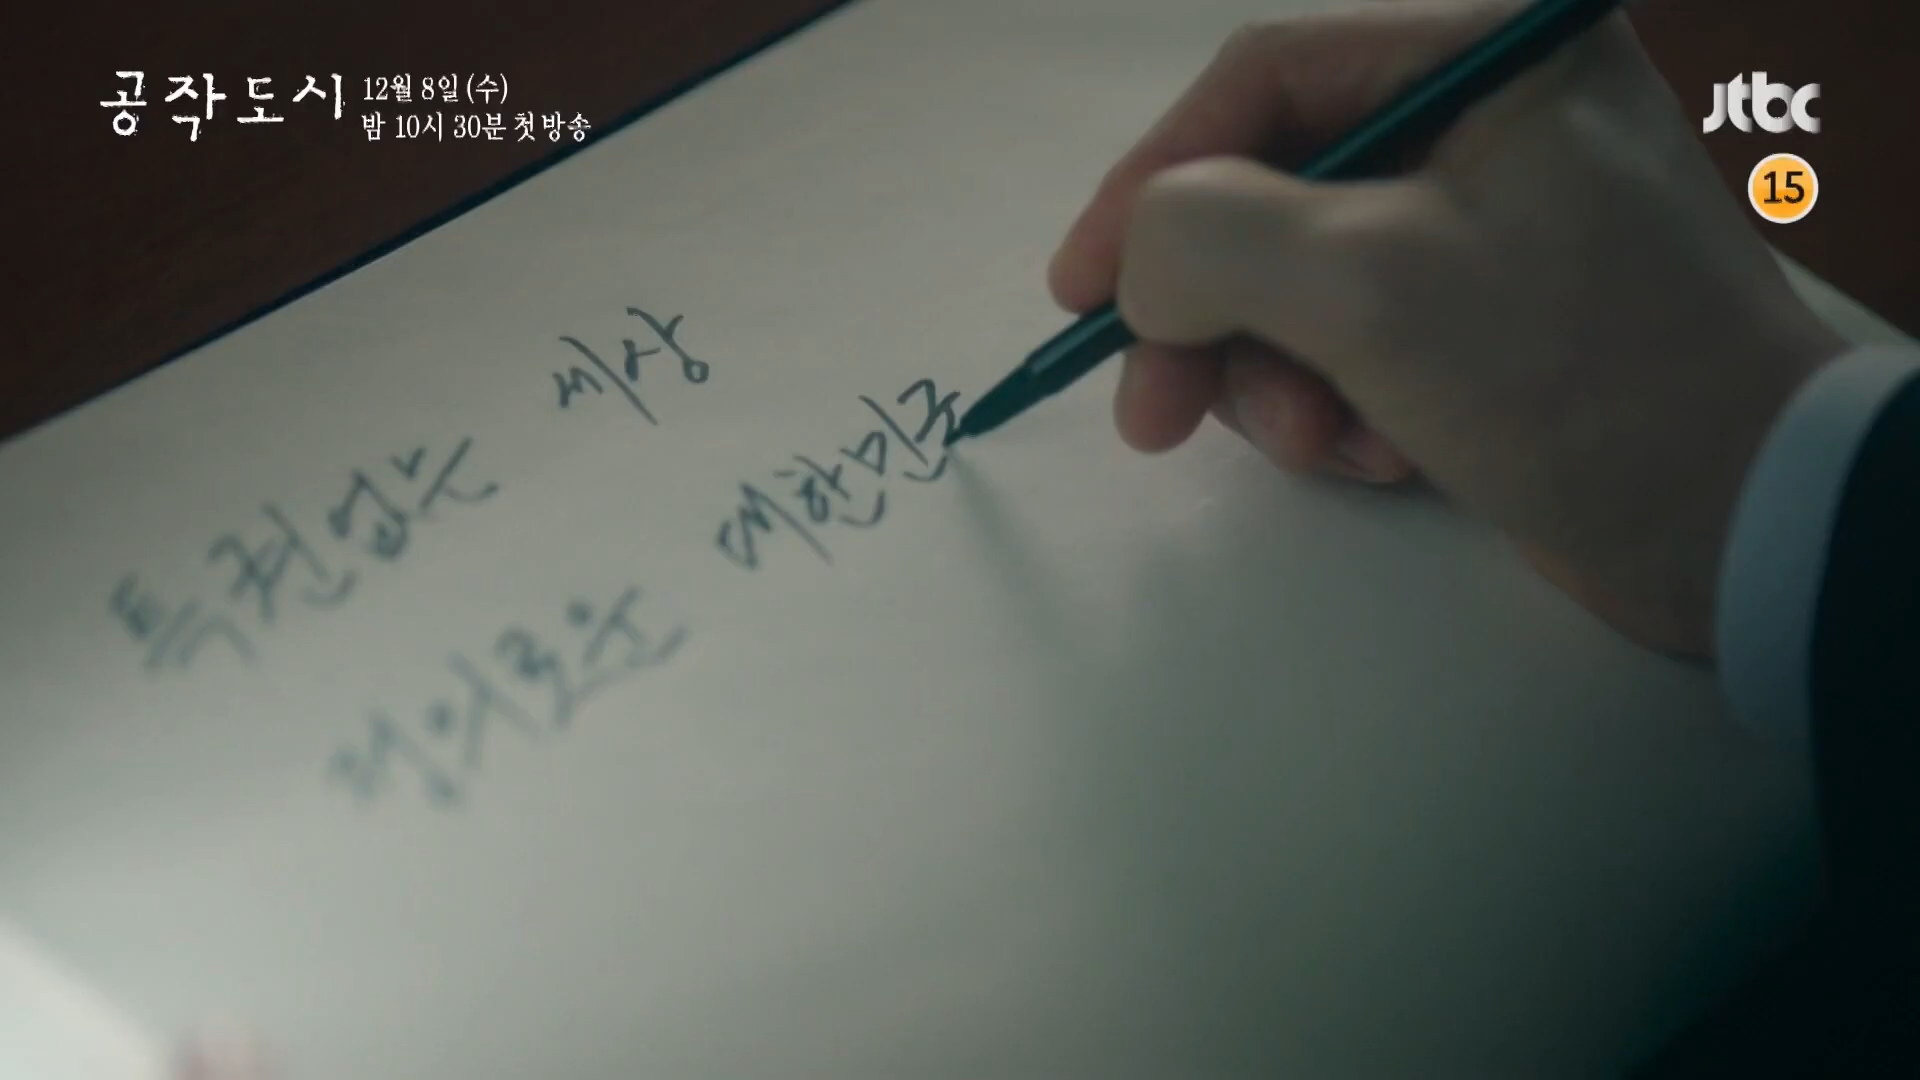 공작도시
12월 8일 (수)
밤 10시 30분 첫 방송
jtbc
15
특권 없는 세상
정의로운 대한민구